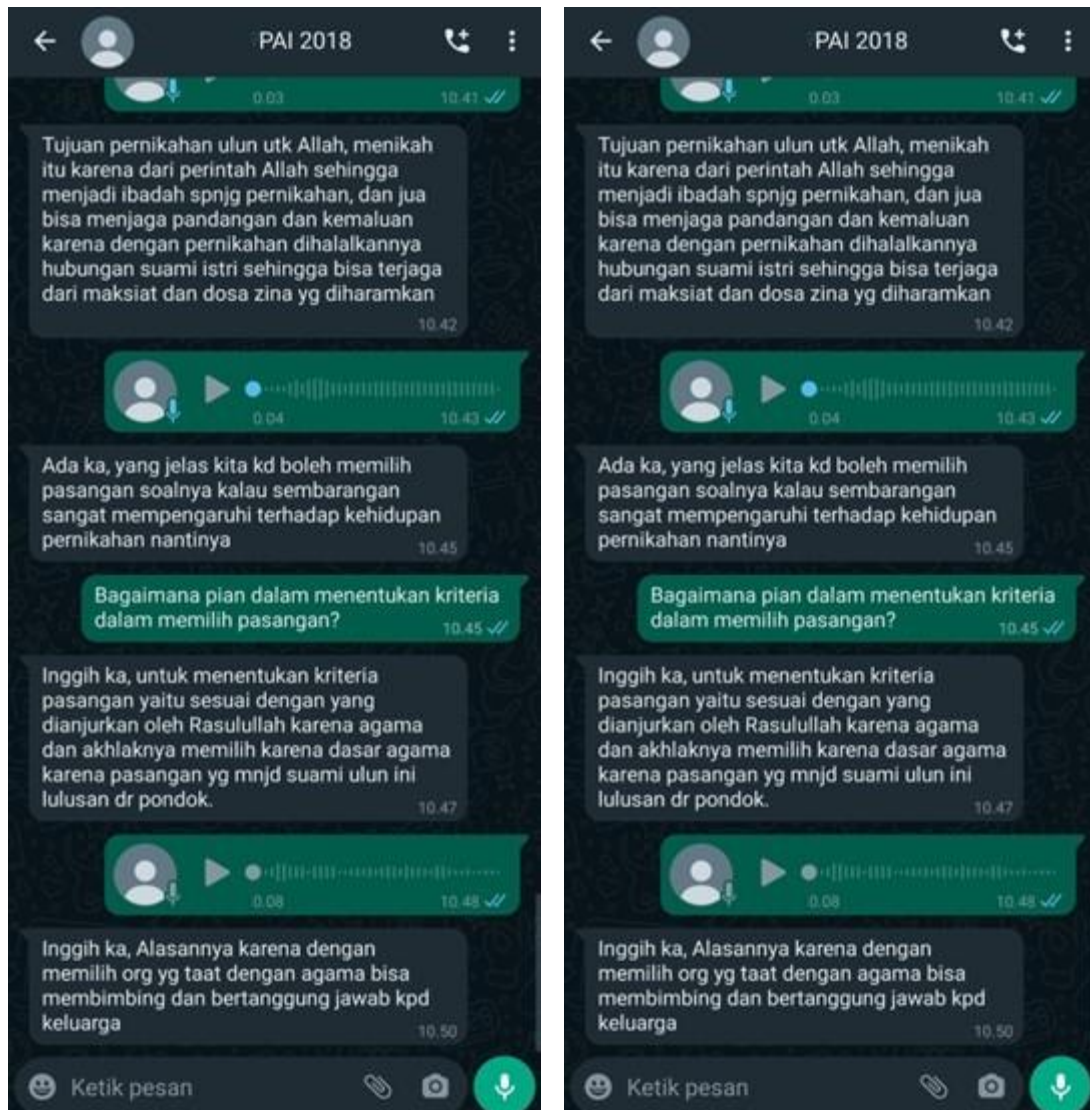 PAI 2018
0.03 10:41
Tujuan pernikahan ulun utk Allah, menikah
itu karena dari perintah Allah sehingga
menjadi ibadah spnjg pernikahan, dan jua
bisa menjaga pandangan dan kemaluan
karena dengan pernikahan dihalalkannya
hubungan suami istri sehingga bisa terjaga
dari maksiat dan dosa zina yg diharamkan
10.42
0.04 10.43
Ada ka, yang jelas kita kd boleh memilih
pasangan soalnya kalau sembarangan
sangat mempengaruhi terhadap kehidupan
pernikahan nantinya
10.45
Bagaimana pian dalam menentukan kriteria
dalam memilih pasangan?
10.45
Inggih ka, untuk menentukan kriteria
pasangan yaitu sesuai dengan yang
dianjurkan oleh Rasulullah karena agama
dan akhlaknya memilih karena dasar agama
karena pasangan yg mnjd suami ulun ini
lulusan dr pondok.
10.47
0.08 10.48
Inggih ka, Alasannya karena dengan
memilih org yg taat dengan agama bisa
membimbing dan bertanggung jawab kpd
keluarga
10.50
Ketik pesan
PAI 2018
0.03 10:41
Tujuan pernikahan ulun utk Allah, menikah
itu karena dari perintah Allah sehingga
menjadi ibadah spnjg pernikahan, dan jua
bisa menjaga pandangan dan kemaluan
karena dengan pernikahan dihalalkannya
hubungan suami istri sehingga bisa terjaga
dari maksiat dan dosa zina yg diharamkan
10.42
0.04 10.43
Ada ka, yang jelas kita kd boleh memilih
pasangan soalnya kalau sembarangan
sangat mempengaruhi terhadap kehidupan
pernikahan nantinya
10.45
Bagaimana pian dalam menentukan kriteria
dalam memilih pasangan?
10.45
Inggih ka, untuk menentukan kriteria
pasangan yaitu sesuai dengan yang
dianjurkan oleh Rasulullah karena agama
dan akhlaknya memilih karena dasar agama
karena pasangan yg mnjd suami ulun ini
lulusan dr pondok.
10.47
0.08 10.48
Inggih ka, Alasannya karena dengan
memilih org yg taat dengan agama bisa
membimbing dan bertanggung jawab kpd
keluarga
10.50
Ketik pesan